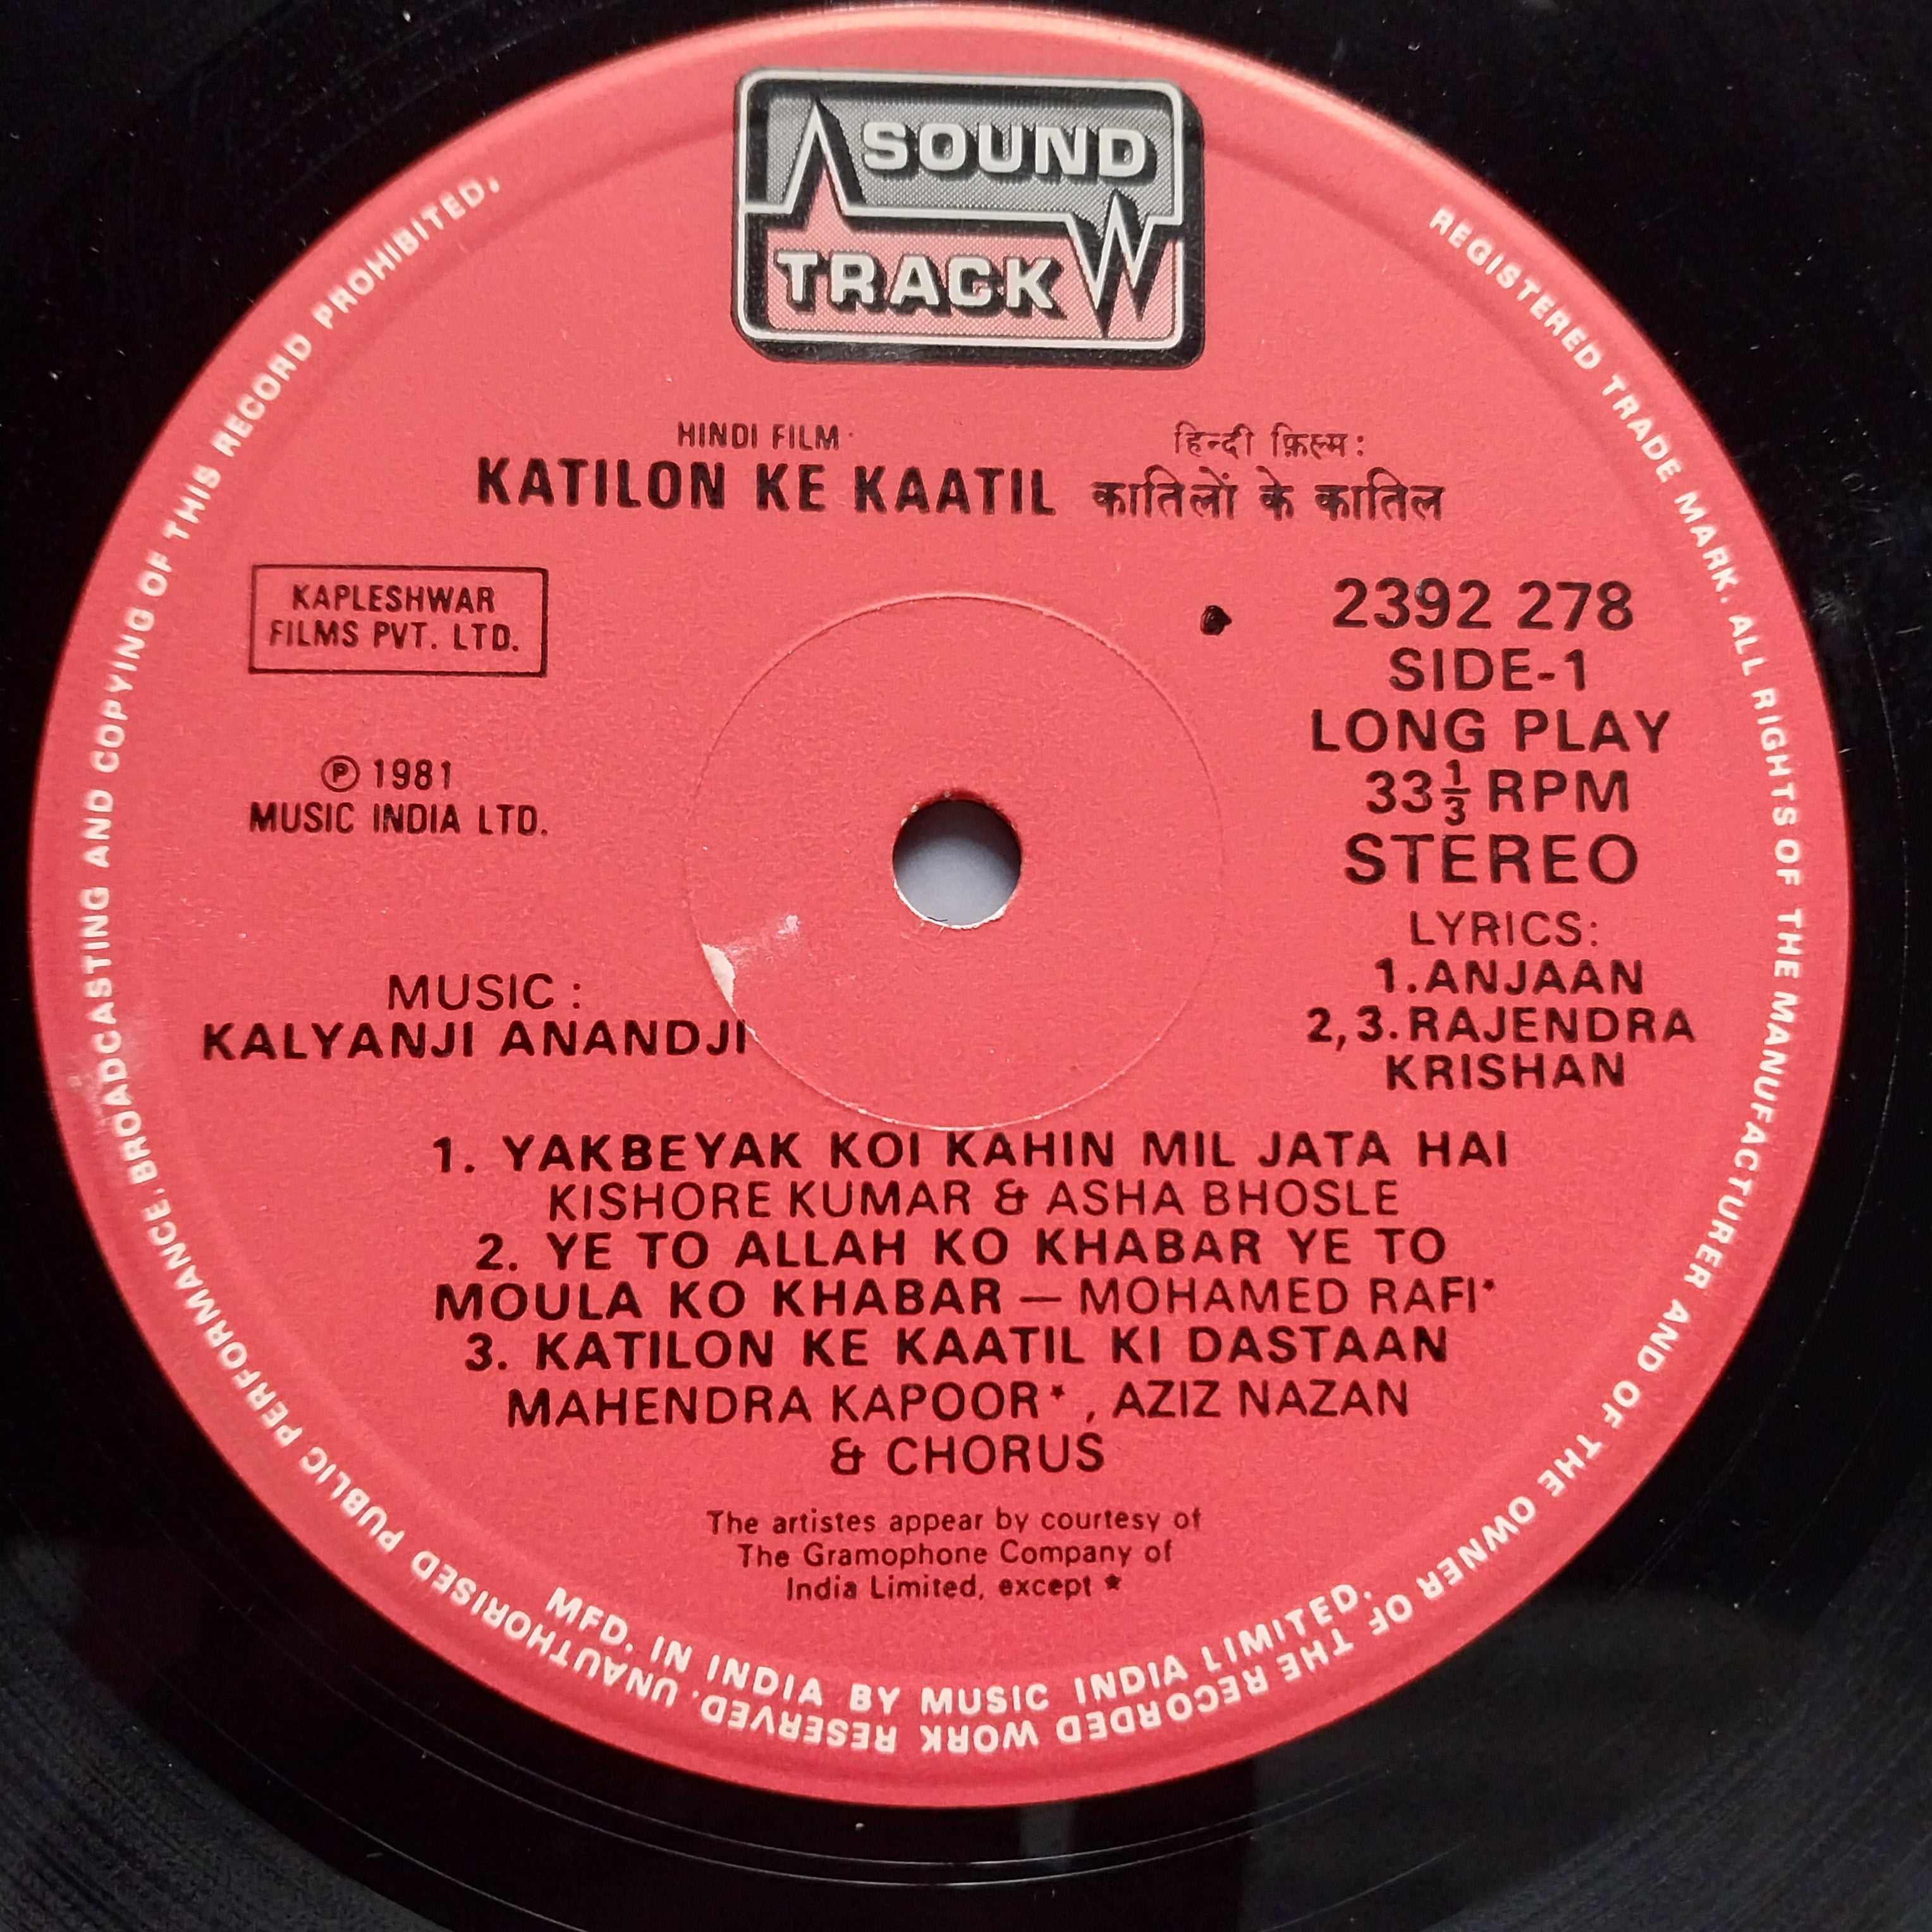 SOUND
TRACK
HINDI FILM:
हिन्दी फ़िल्म:
KATILON KE KAATIL कातिलों के कातिल
KAPLESHWAR
FILMS PVT. LTD.
℗ 1981
MUSIC INDIA LTD.
2392 278
SIDE-1
LONG PLAY
33⅓ RPM
STEREO
MUSIC :
KALYANJI ANANDJI
LYRICS:
1.ANJAAN
2,3.RAJENDRA
KRISHAN
1. YAKBEYAK KOI KAHIN MIL JATA HAI
KISHORE KUMAR & ASHA BHOSLE
2. YE TO ALLAH KO KHABAR YE TO
MOULA KO KHABAR — MOHAMED RAFI*
3. KATILON KE KAATIL KI DASTAAN
MAHENDRA KAPOOR* , AZIZ NAZAN
& CHORUS
The artistes appear by courtesy of
The Gramophone Company of
India Limited, except *
MFD. IN INDIA BY MUSIC INDIA LIMITED.
REGISTERED TRADE MARK. ALL RIGHTS OF THE MANUFACTURER AND OF THE OWNER OF THE RECORDED WORK RESERVED. UNAUTHORISED PUBLIC PERFORMANCE, BROADCASTING AND COPYING OF THIS RECORD PROHIBITED.